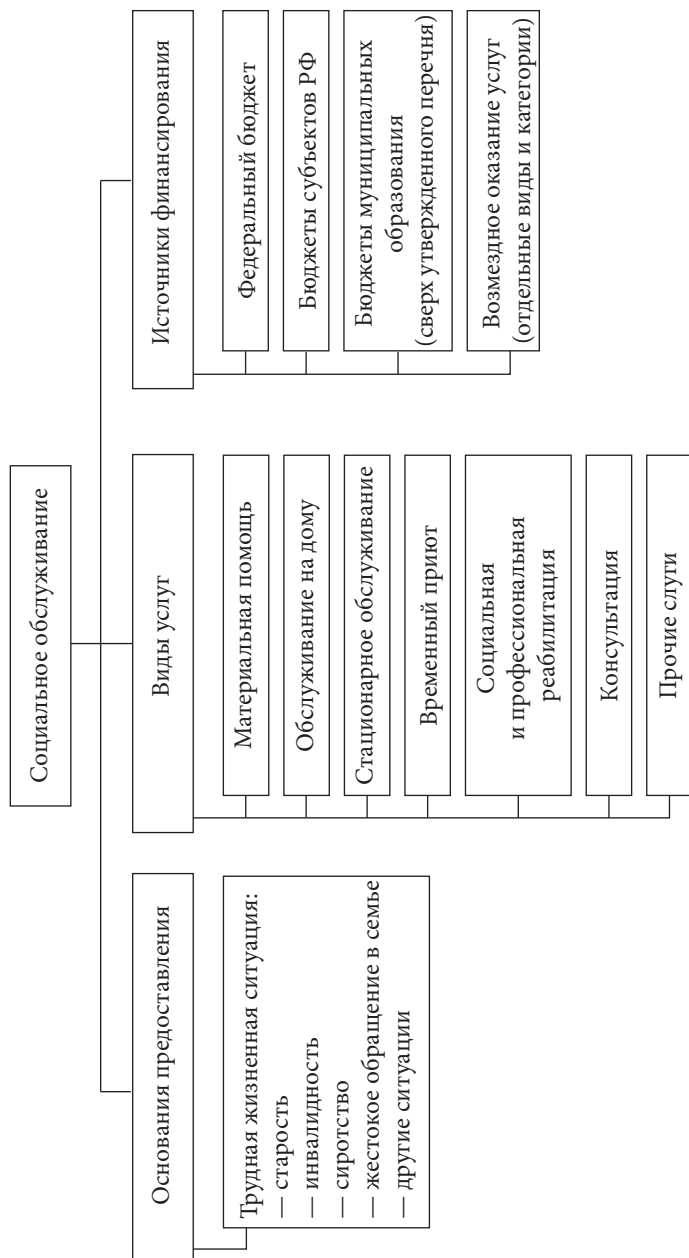 Социальное обслуживание
Основания предоставления
Трудная жизненная ситуация:
— старость
— инвалидность
— сиротство
— жестокое обращение в семье
— другие ситуации
Виды услуг
Материальная помощь
Обслуживание на дому
Стационарное обслуживание
Временный приют
Социальная
и профессиональная
реабилитация
Консультация
Прочие слуги
Источники финансирования
Федеральный бюджет
Бюджеты субъектов РФ
Бюджеты муниципальных
образования
(сверх утвержденного перечня)
Возмездное оказание услуг
(отдельные виды и категории)